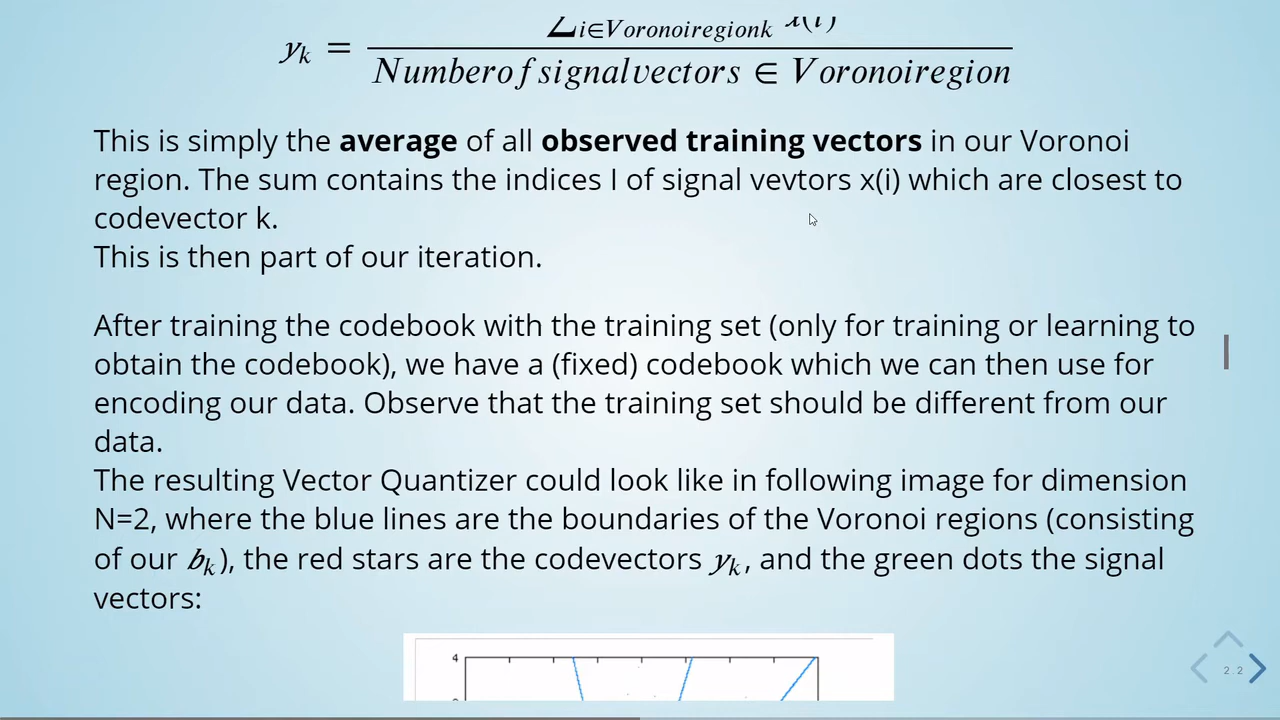 y_k = \frac{\sum_{i∈Voronoiregionk} x(i)}{Numberofsignalvectors ∈ Voronoiregion}
This is simply the average of all observed training vectors in our Voronoi
region. The sum contains the indices I of signal vevtors x(i) which are closest to
codevector k.
This is then part of our iteration.
After training the codebook with the training set (only for training or learning to
obtain the codebook), we have a (fixed) codebook which we can then use for
encoding our data. Observe that the training set should be different from our
data.
The resulting Vector Quantizer could look like in following image for dimension
N=2, where the blue lines are the boundaries of the Voronoi regions (consisting
of our b_k), the red stars are the codevectors y_k, and the green dots the signal
vectors:
4
2.2